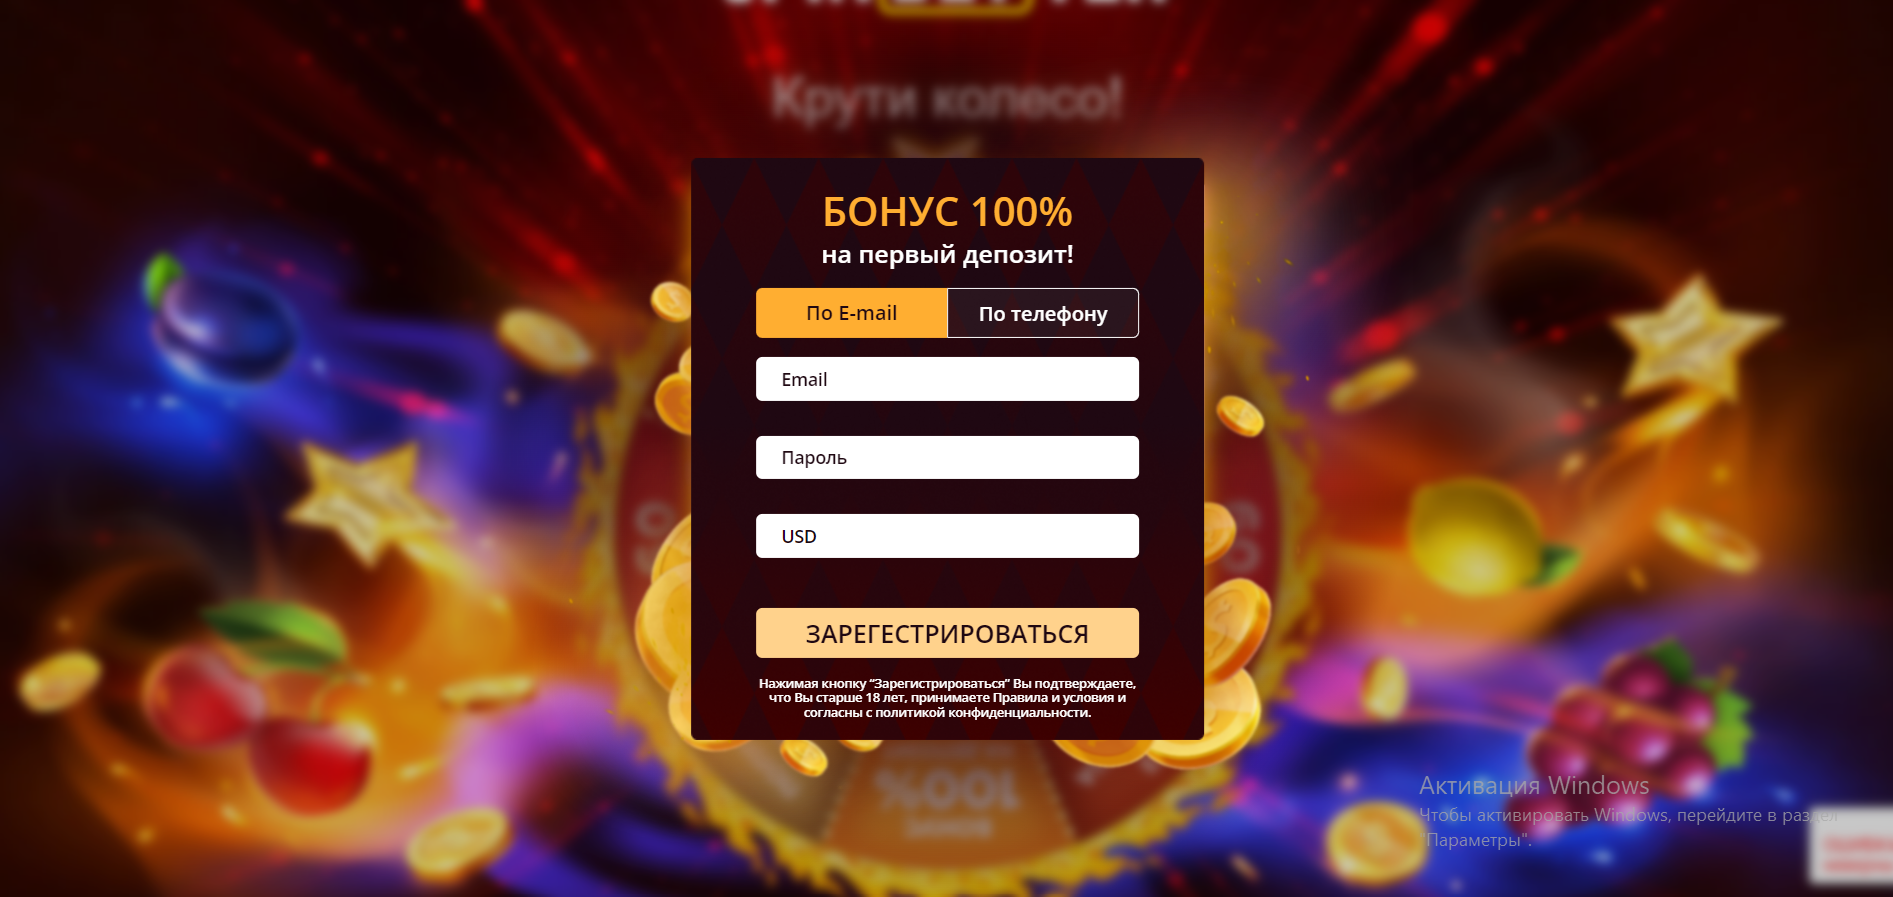 Крути колесо!
БОНУС 100%
на первый депозит!
По E-mail
По телефону
Email
Пароль
USD
ЗАРЕГЕСТРИРОВАТЬСЯ
Нажимая кнопку “Зарегистрироваться” Вы подтверждаете,
что Вы старше 18 лет, принимаете Правила и условия и
согласны с политикой конфиденциальности.
100%
Активация Windows
Чтобы активировать Windows, перейдите в раздел
"Параметры".